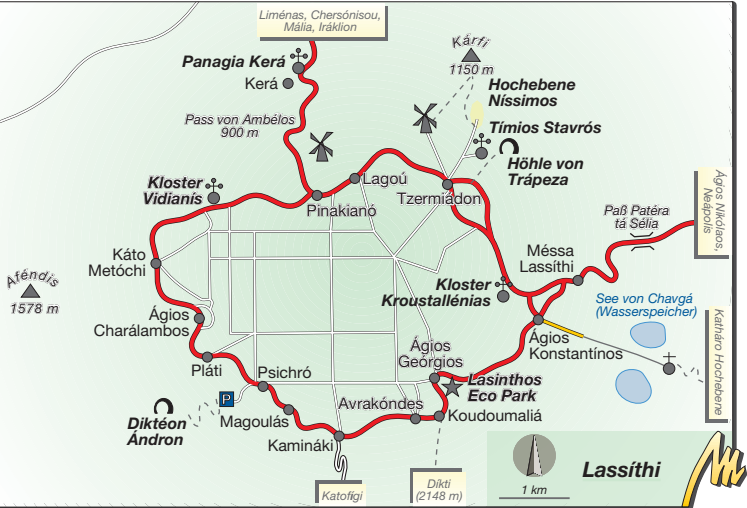 Liménas, Chersónisou,
Mália, Iráklion
Kárfi
1150 m
Panagia Kerá
Kerá
Hochebene
Níssimos
Pass von Ambélos
900 m
Tímios Stavrós
Höhle von
Trápeza
Lagoú
Tzermiádon
Kloster
Vidianís
Pinakianó
Ágios Nikólaos,
Neápolis
Paß Patéra
tá Sélia
Káto
Metóchi
Méssa
Lassíthi
Aféndis
1578 m
Kloster
Kroustallénias
See von Chavgá
(Wasserspeicher)
Ágios
Charálambos
Ágios
Konstantínos
Katháro Hochebene
Ágios
Geórgios
Pláti
Psichró
Lasinthos
Eco Park
P
Avrakóndes
Koudoumaliá
Diktéon
Ándron
Magoulás
Kamináki
Katofigi
Díkti
(2148 m)
1 km
Lassíthi